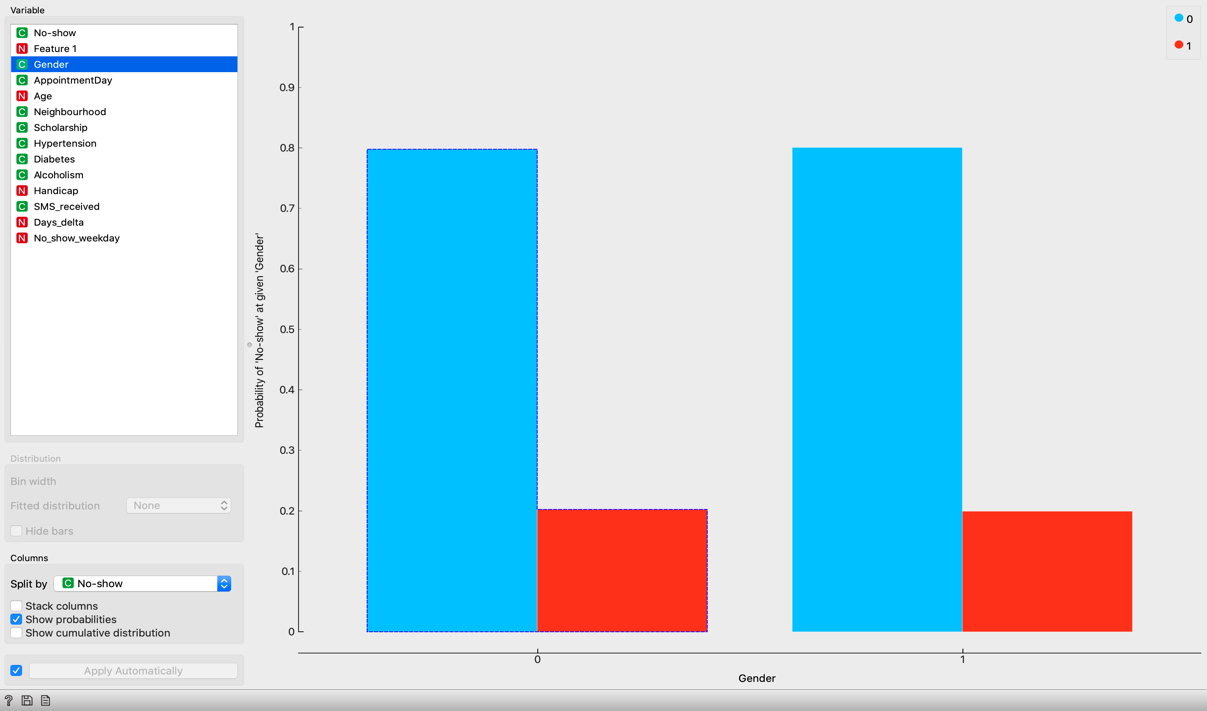 Variable
C No-show
N Feature 1
C Gender
C AppointmentDay
N Age
C Neighbourhood
C Scholarship
C Hypertension
C Diabetes
C Alcoholism
N Handicap
C SMS_received
N Days_delta
N No_show_weekday
Distribution
Bin width
Fitted distribution None
Hide bars
Columns
Split by C No-show
Stack columns
Show probabilities
Show cumulative distribution
Apply Automatically
?
Probability of 'No-show' at given 'Gender'
1
0.9
0.8
0.7
0.6
0.5
0.4
0.3
0.2
0.1
0
0 1
Gender
0
1